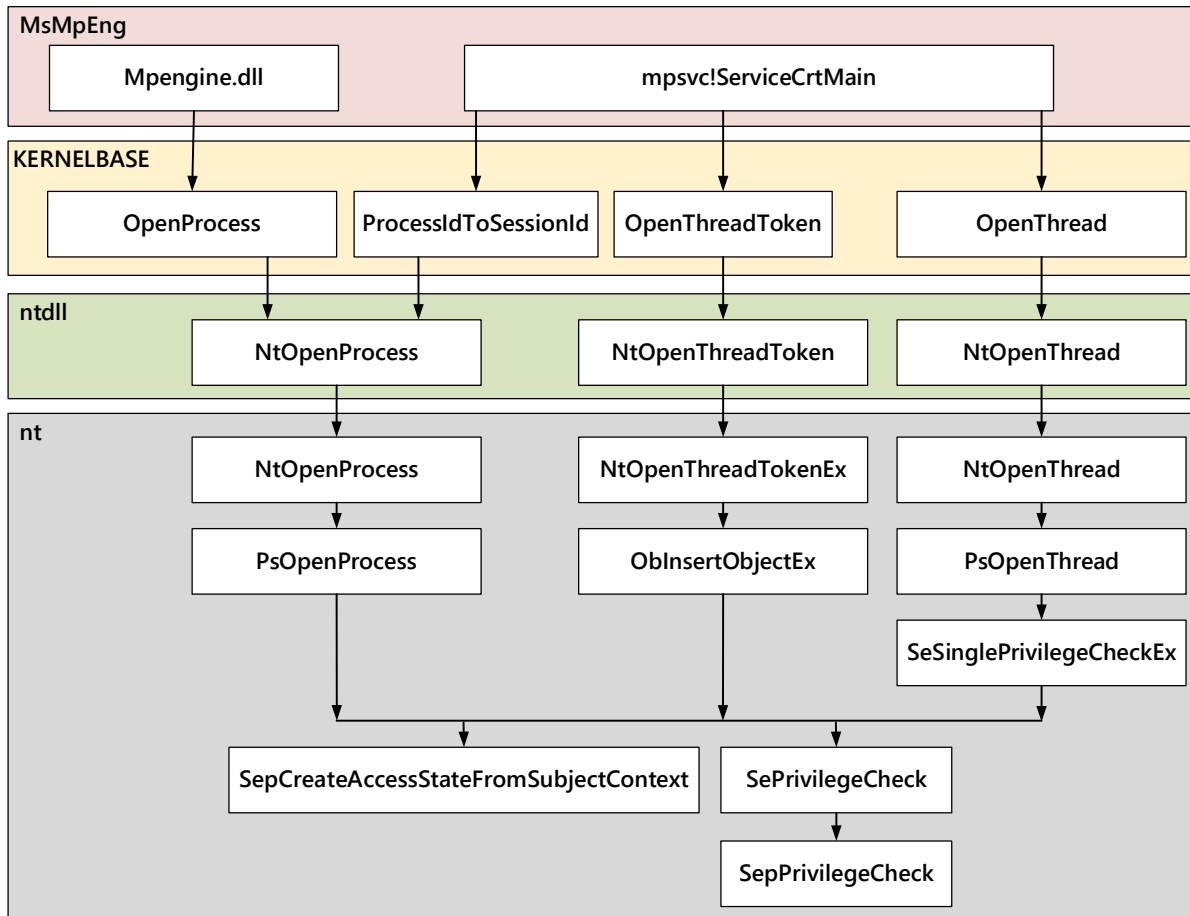 MsMpEng
Mpengine.dll
mpsvc!ServiceCrtMain
KERNELBASE
OpenProcess
ProcessIdToSessionId
OpenThreadToken
OpenThread
ntdll
NtOpenProcess
NtOpenThreadToken
NtOpenThread
nt
NtOpenProcess
NtOpenThreadTokenEx
NtOpenThread
PsOpenProcess
ObInsertObjectEx
PsOpenThread
SeSinglePrivilegeCheckEx
SepCreateAccessStateFromSubjectContext
SePrivilegeCheck
SepPrivilegeCheck